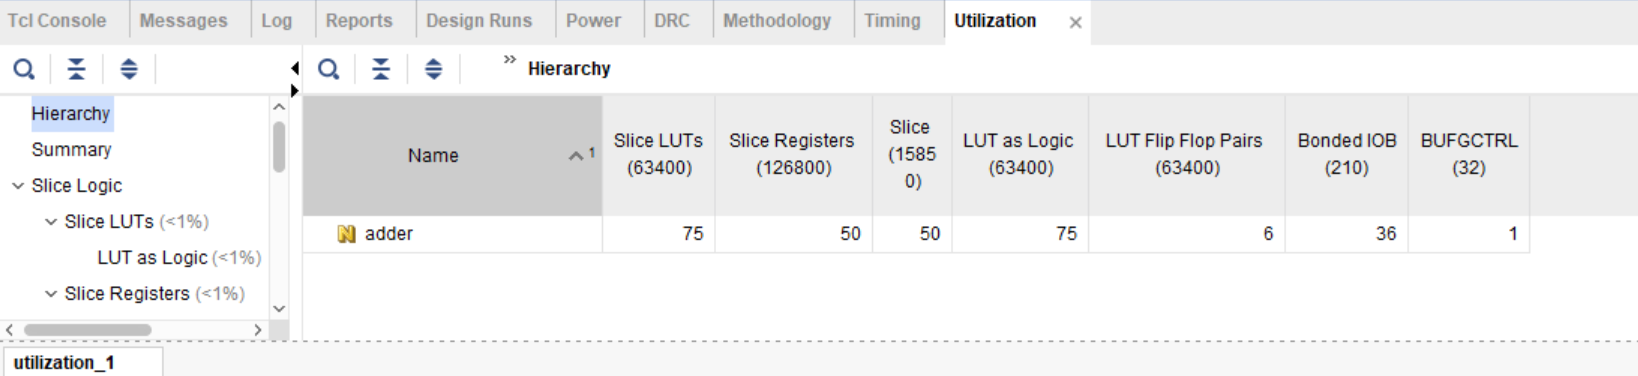 Tcl Console Messages Log Reports Design Runs Power DRC Methodology Timing Utilization ×
» Hierarchy
Hierarchy
Summary
Slice Logic
Slice LUTs (<1%)
LUT as Logic (<1%)
Slice Registers (<1%)
Name 1
Slice LUTs
(63400)
Slice Registers
(126800)
Slice
(1585
0)
LUT as Logic
(63400)
LUT Flip Flop Pairs
(63400)
Bonded IOB
(210)
BUFGCTRL
(32)
N adder 75 50 50 75 6 36 1
utilization_1